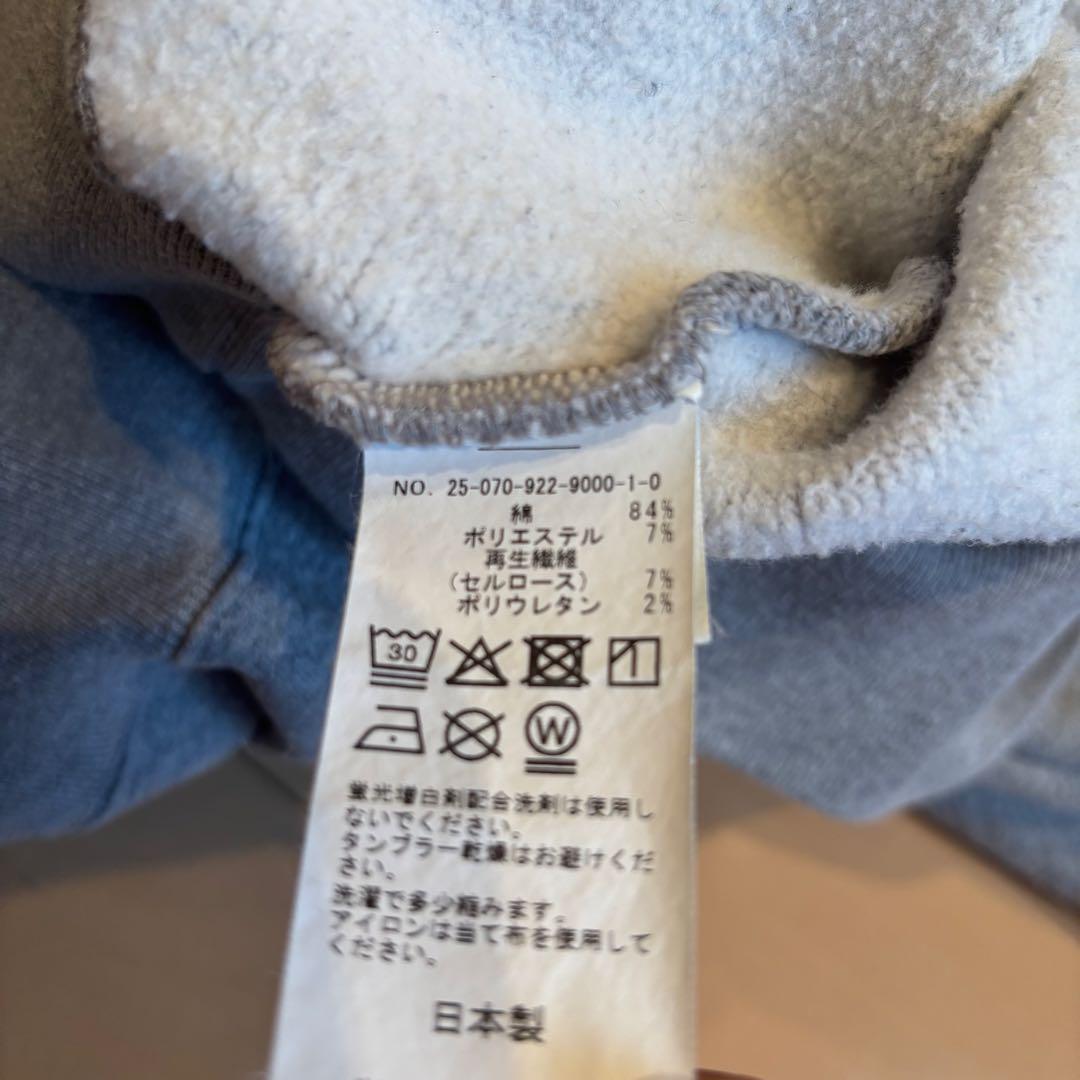 NO. 25-070-922-9000-1-0
綿 84%
ポリエステル 7%
再生繊維
(セルロース) 7%
ポリウレタン 2%
30
W
蛍光増白剤配合洗剤は使用し
ないでください。
タンブラー乾燥はお避けくだ
さい。
洗濯で多少縮みます。
アイロンは当て布を使用して
ください。
日本製